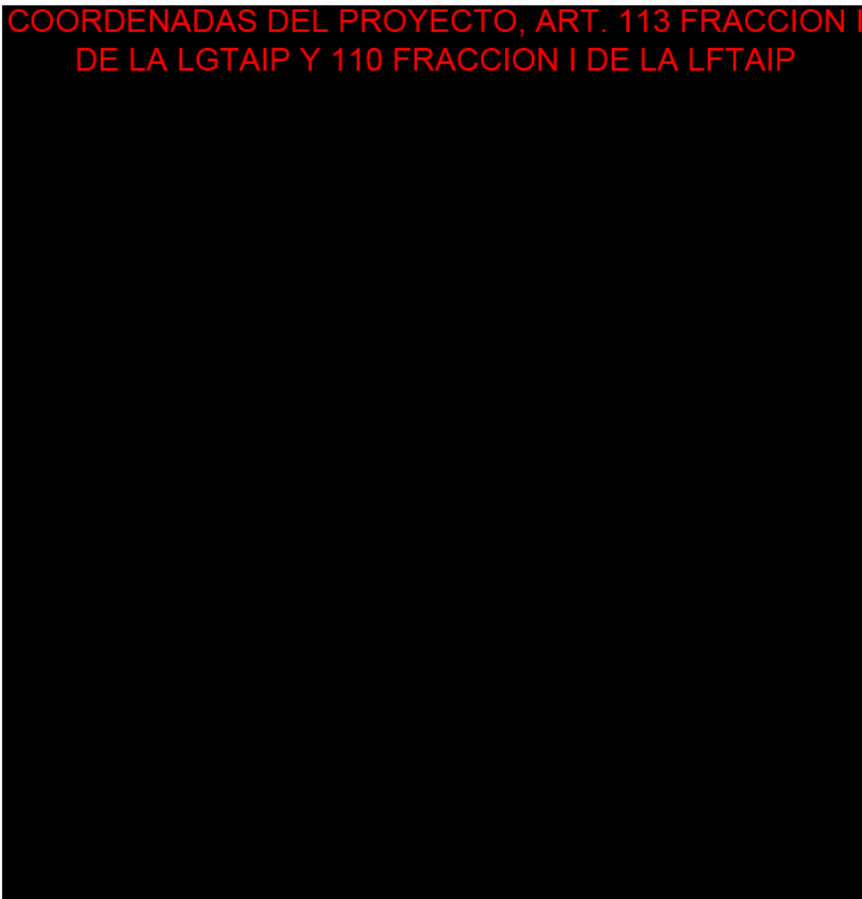 COORDENADAS DEL PROYECTO, ART. 113 FRACCION I
DE LA LGTAIP Y 110 FRACCION I DE LA LFTAIP